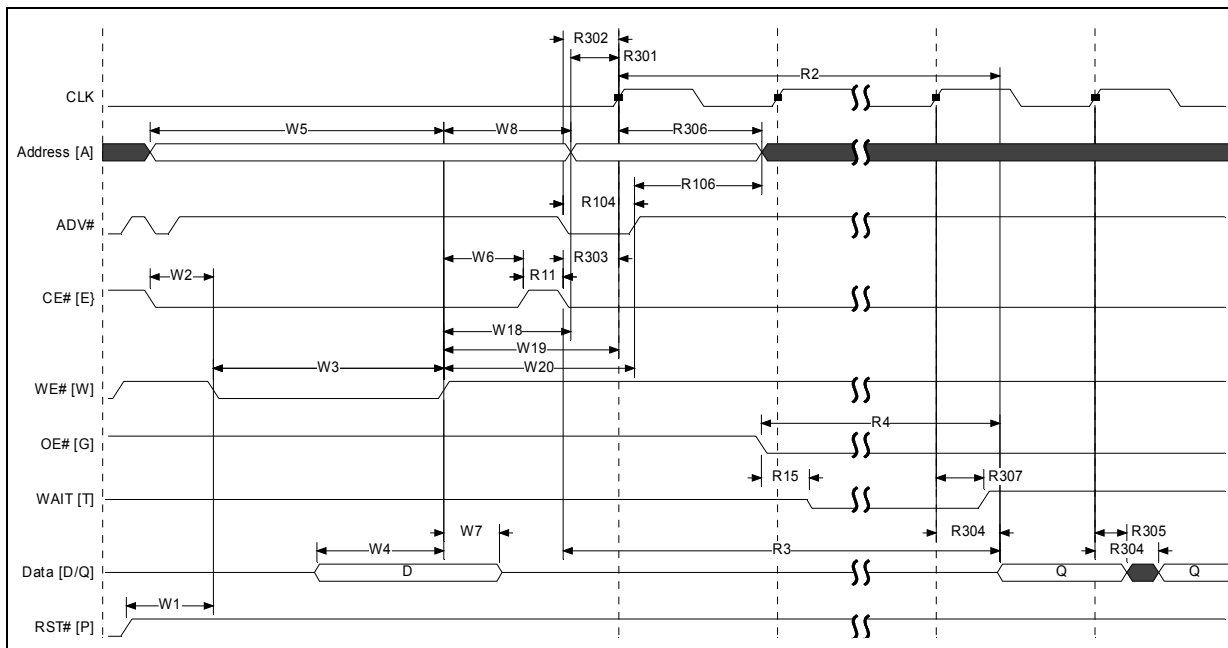 R302
R301
R2
CLK
W5
W8
R306
Address [A]
R106
R104
ADV#
W6
R303
W2
R11
CE# [E}
W18
W19
W3
W20
WE# [W]
R4
OE# [G]
R15
R307
WAIT [T]
W7
R304
R305
W4
R3
R304
Data [D/Q]
D
Q
Q
W1
RST# [P]